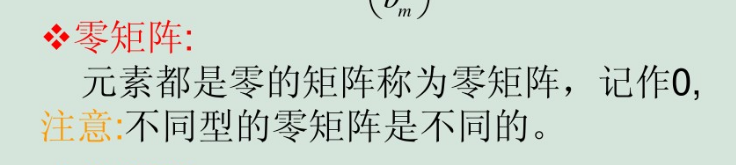 (b_m)
❖零矩阵:
元素都是零的矩阵称为零矩阵，记作0,
注意:不同型的零矩阵是不同的。